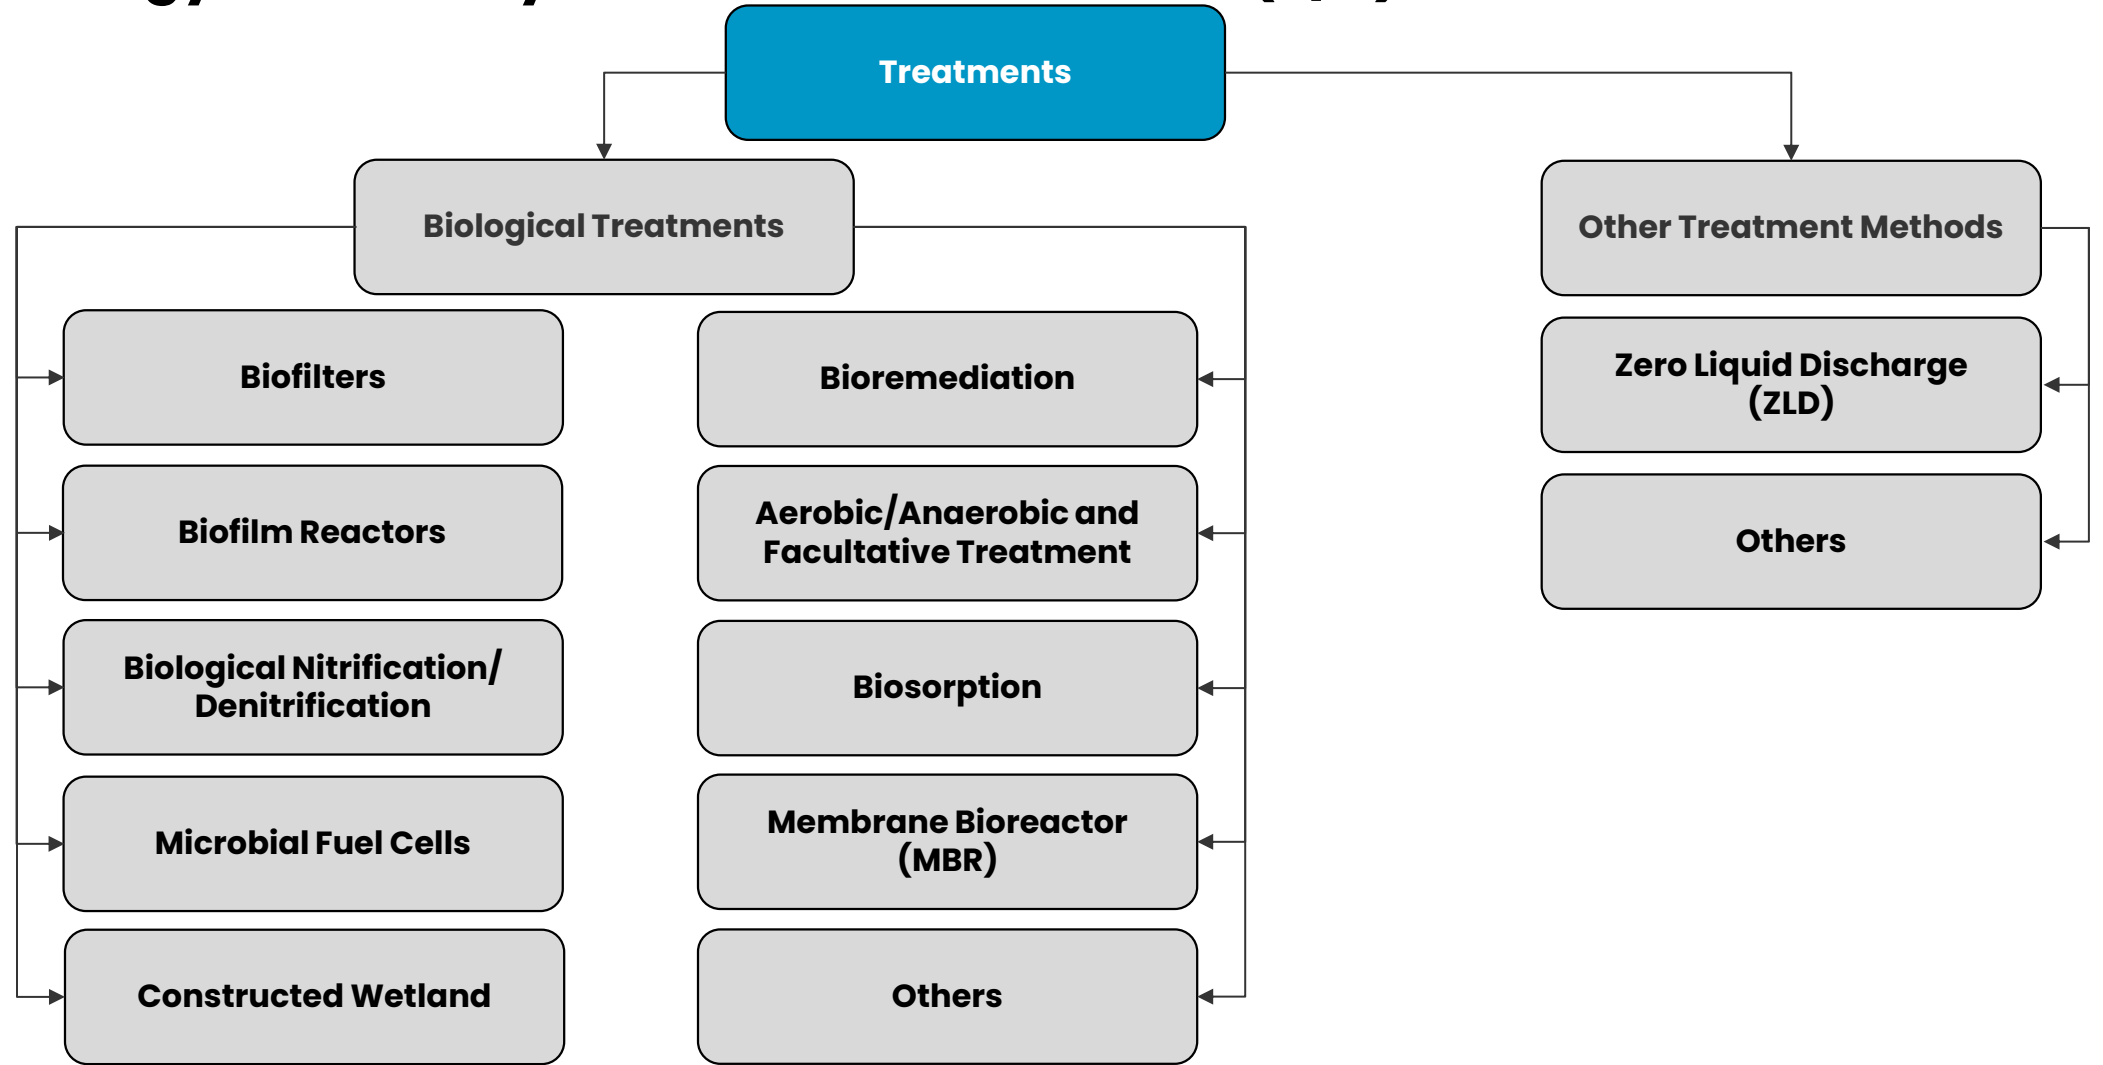 Treatments
Biological Treatments
Other Treatment Methods
Biofilters
Biofilm Reactors
Biological Nitrification/
Denitrification
Microbial Fuel Cells
Constructed Wetland
Bioremediation
Aerobic/Anaerobic and
Facultative Treatment
Biosorption
Membrane Bioreactor
(MBR)
Others
Zero Liquid Discharge
(ZLD)
Others